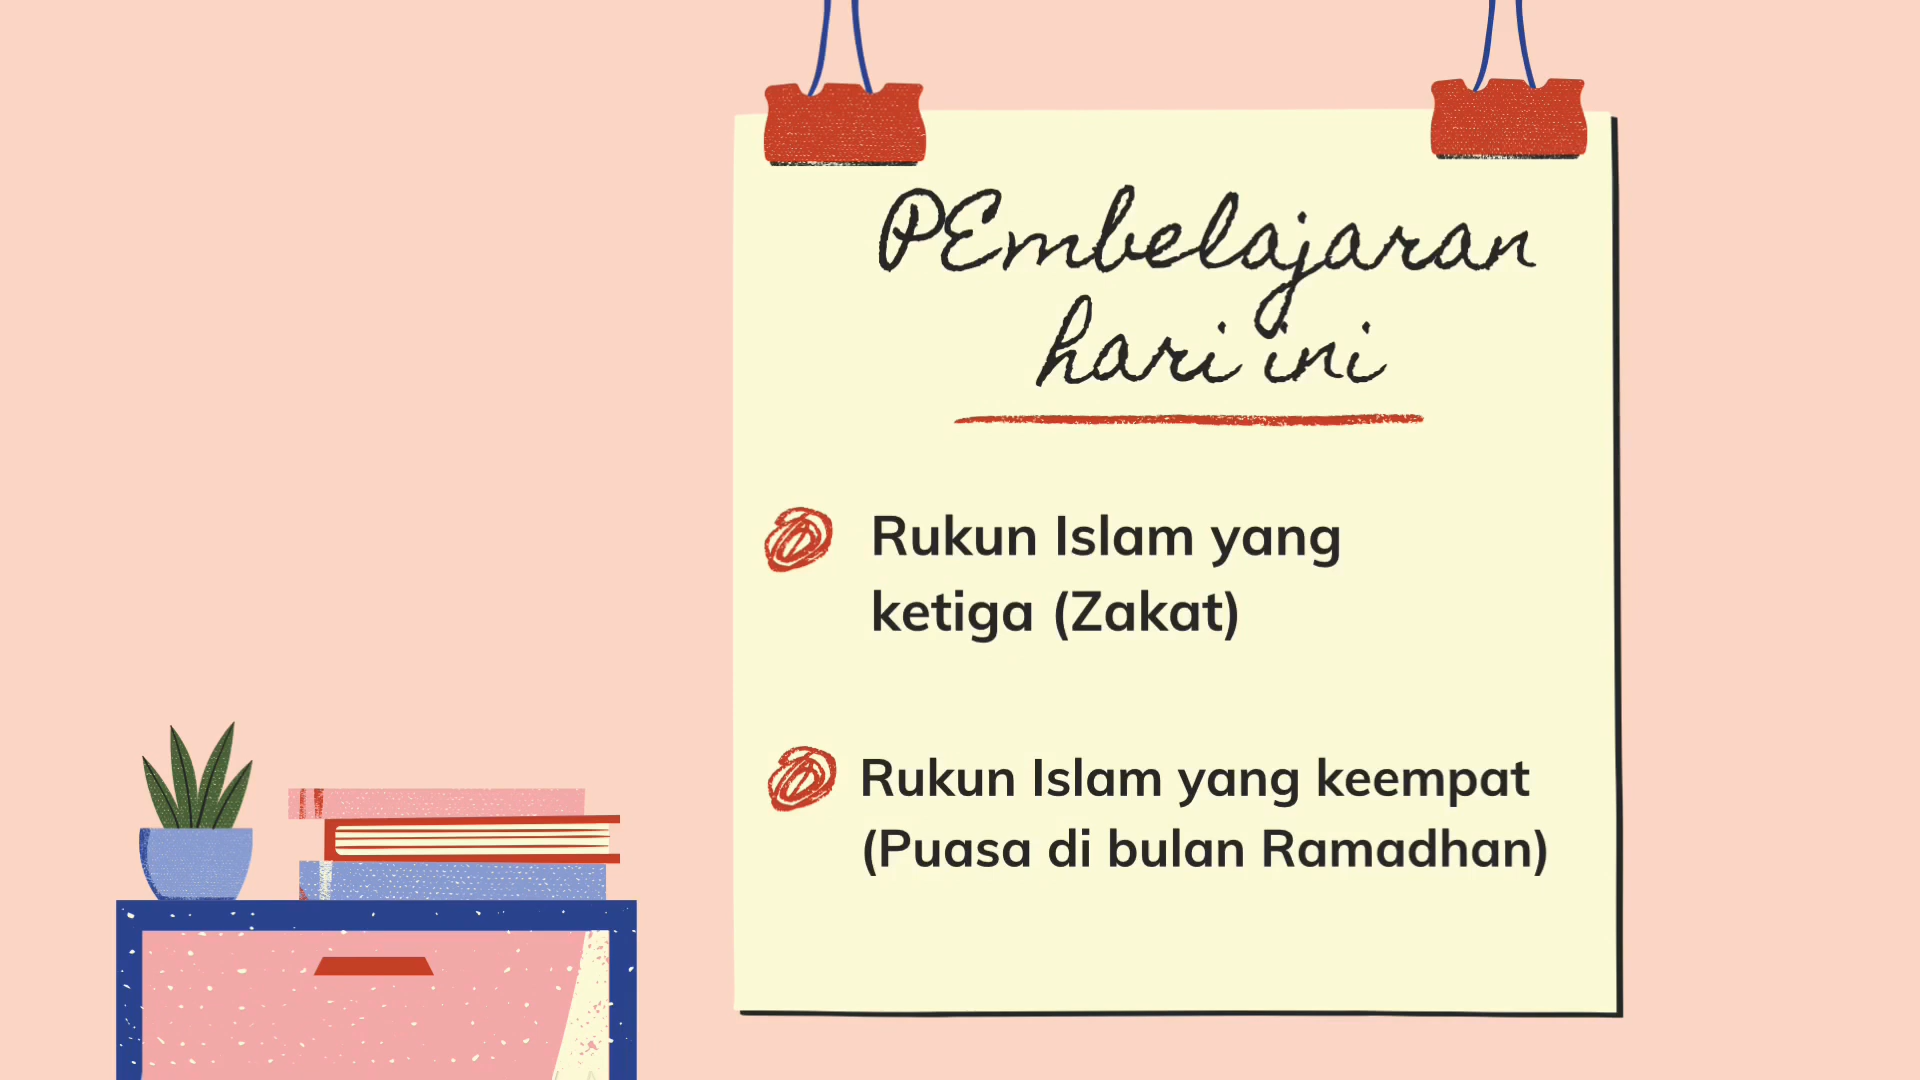 PEmbelajaran
hari ini
Rukun Islam yang
ketiga (Zakat)
Rukun Islam yang keempat
(Puasa di bulan Ramadhan)